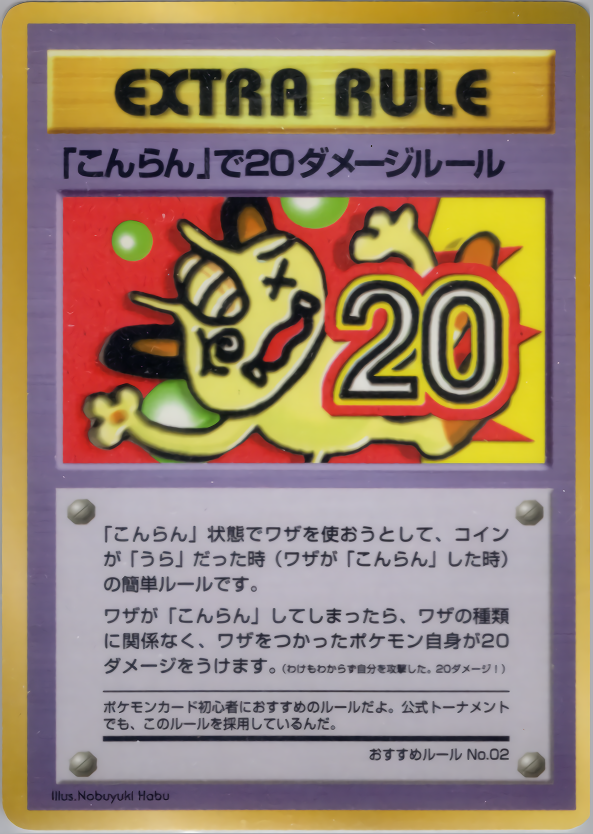 EXTRA RULE
「こんらん」で20ダメージルール
20
「こんらん」状態でワザを使おうとして、コイン
が「うら」だった時（ワザが「こんらん」した時）
の簡単ルールです。
ワザが「こんらん」してしまったら、ワザの種類
に関係なく、ワザをつかったポケモン自身が20
ダメージをうけます。（わけもわからず自分を攻撃した。20ダメージ！）
ポケモンカード初心者におすすめのルールだよ。公式トーナメント
でも、このルールを採用しているんだ。
おすすめルール No.02
Illus.Nobuyuki Habu